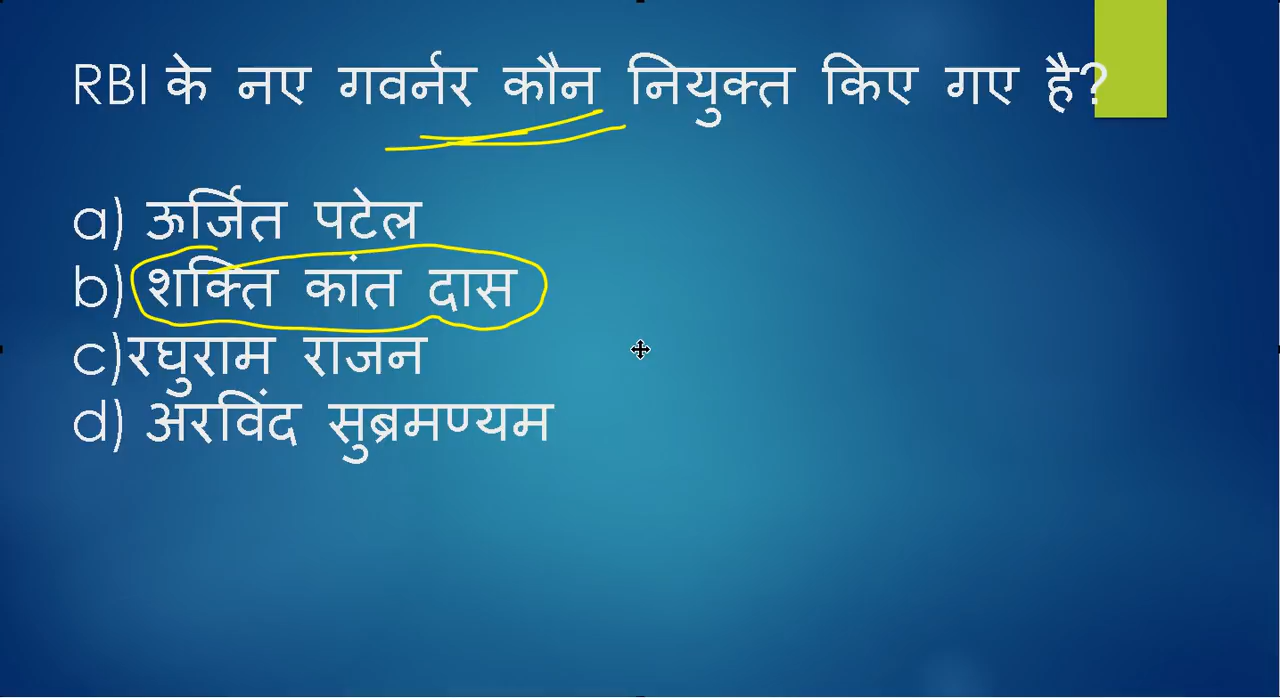 RBI के नए गवर्नर कौन नियुक्त किए गए है?
a) ऊर्जित पटेल
b) शक्ति कांत दास
c)रघुराम राजन
d) अरविंद सुब्रमण्यम